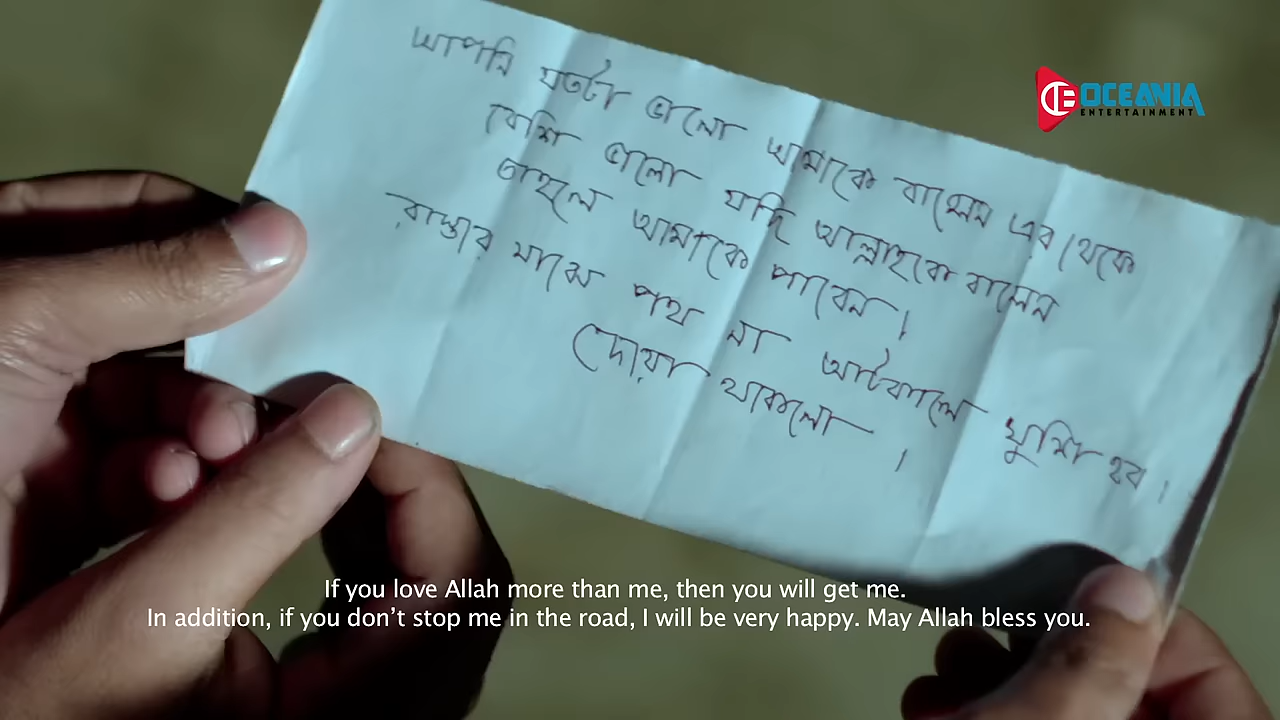 আপনি যতটা ভালো আমাকে বাসেন এর থেকে
বেশি ভালো যদি আল্লাহকে বাসেন
তাহলে আমাকে পাবেন।
রাস্তার মাঝে পথ না আটকালে খুশি হব।
দোয়া থাকলো।
OCEANIA
ENTERTAINMENT
If you love Allah more than me, then you will get me.
In addition, if you don't stop me in the road, I will be very happy. May Allah bless you.